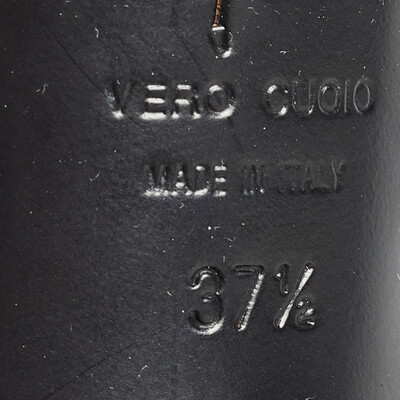 VERO CUOIO
MADE IN ITALY
37½